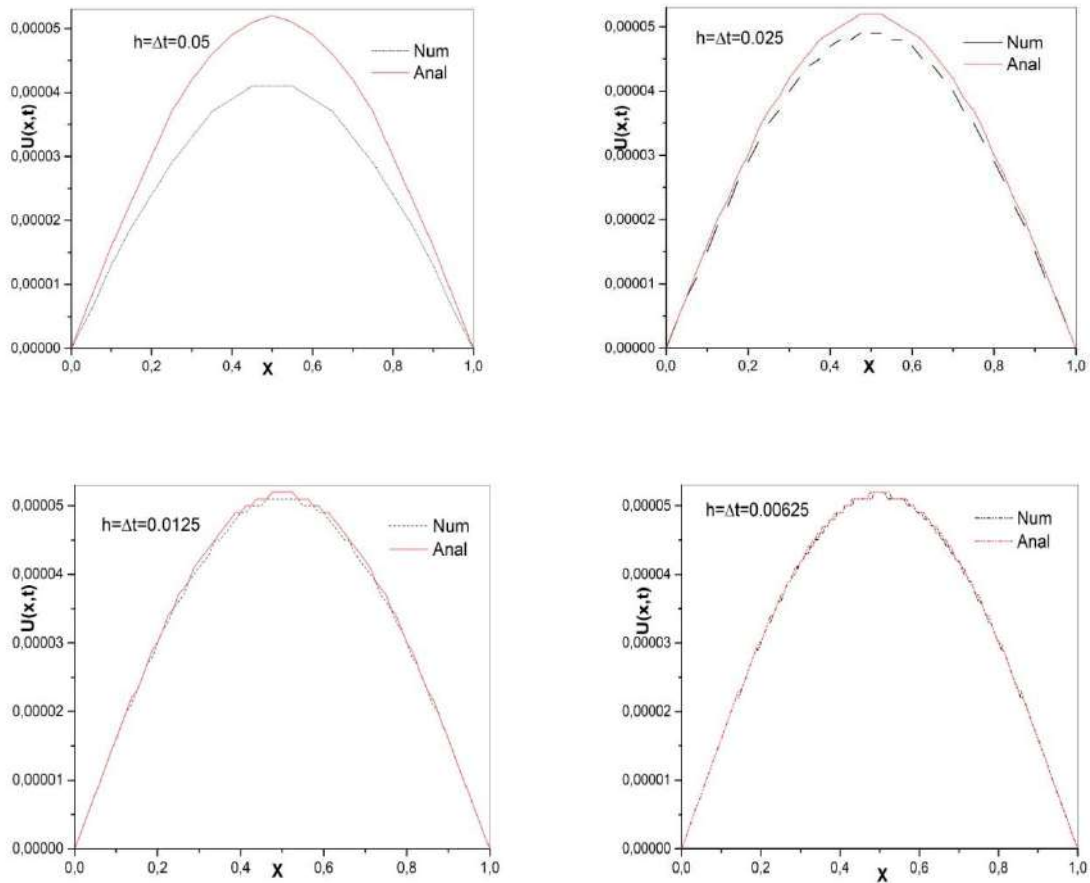 h=Δt=0.05
Num
Anal
U(x,t)
0,00005
0,00004
0,00003
0,00002
0,00001
0,00000
0,0 0,2 0,4 0,6 0,8 1,0
X
h=Δt=0.025
Num
Anal
U(x,t)
0,00005
0,00004
0,00003
0,00002
0,00001
0,00000
0,0 0,2 0,4 0,6 0,8 1,0
X
h=Δt=0.0125
Num
Anal
U(x,t)
0,00005
0,00004
0,00003
0,00002
0,00001
0,00000
0,0 0,2 0,4 0,6 0,8 1,0
X
h=Δt=0.00625
Num
Anal
U(x,t)
0,00005
0,00004
0,00003
0,00002
0,00001
0,00000
0,0 0,2 0,4 0,6 0,8 1,0
X